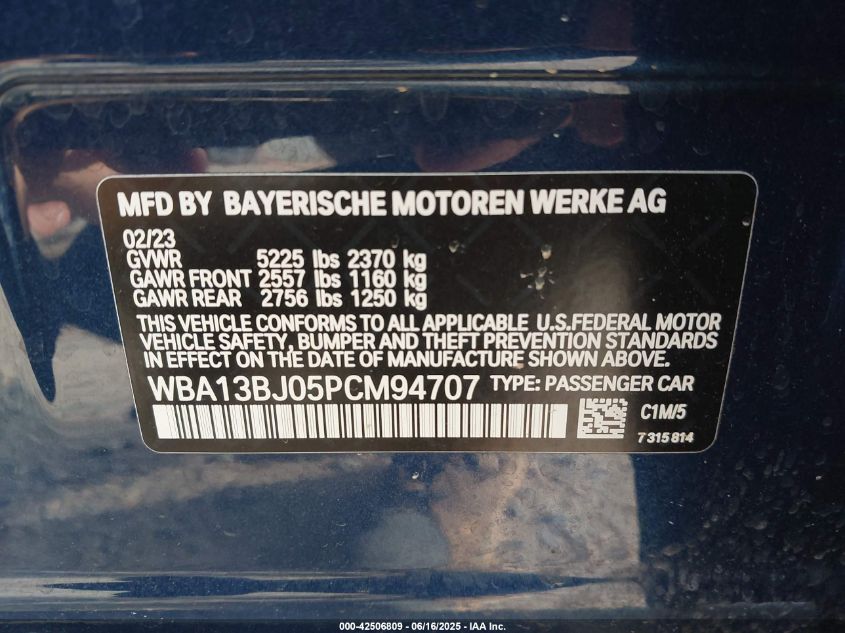 MFD BY BAYERISCHE MOTOREN WERKE AG
02/23
GVWR 5225 lbs 2370 kg
GAWR FRONT 2557 lbs 1160 kg
GAWR REAR 2756 lbs 1250 kg
THIS VEHICLE CONFORMS TO ALL APPLICABLE U.S.FEDERAL MOTOR
VEHICLE SAFETY, BUMPER AND THEFT PREVENTION STANDARDS
IN EFFECT ON THE DATE OF MANUFACTURE SHOWN ABOVE.
WBA13BJ05PCM94707 TYPE: PASSENGER CAR
C1M/5
7315814
000-42506809 - 06/16/2025 - IAA Inc.